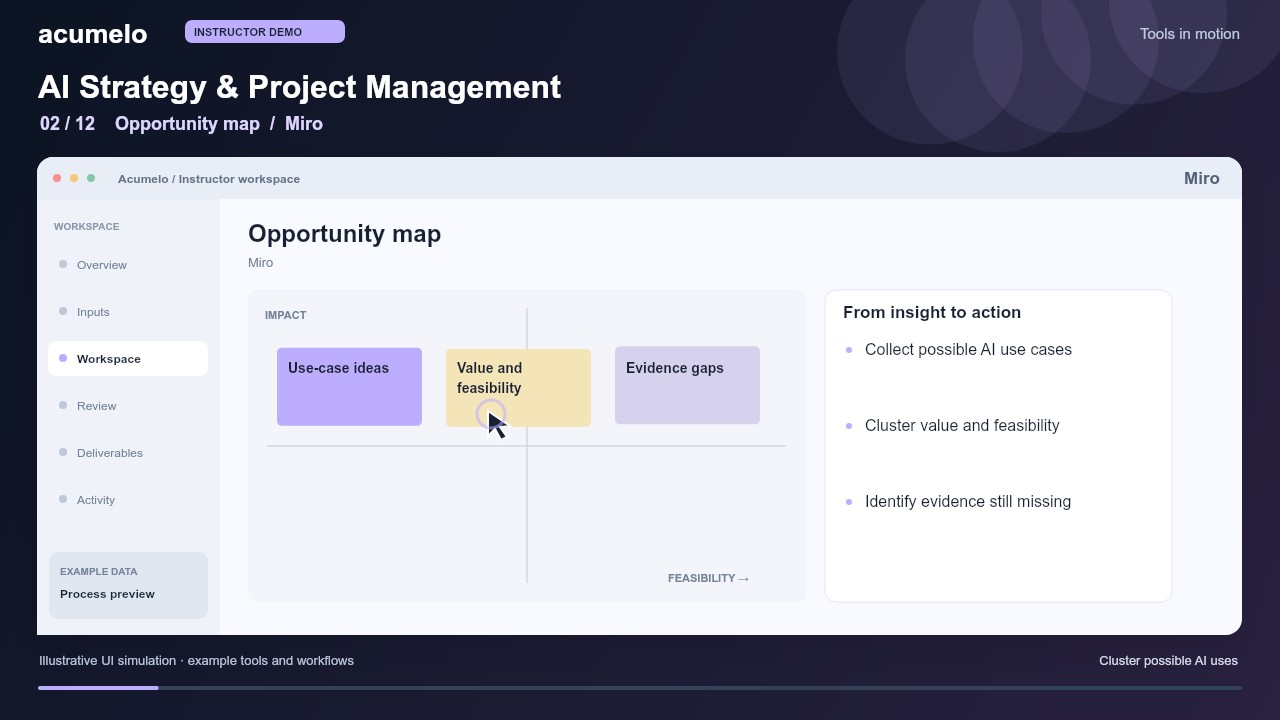 acumelo
INSTRUCTOR DEMO
Tools in motion
AI Strategy & Project Management
02 / 12 Opportunity map / Miro
Acumelo / Instructor workspace
Miro
WORKSPACE
Overview
Inputs
Workspace
Review
Deliverables
Activity
EXAMPLE DATA
Process preview
Opportunity map
Miro
IMPACT
Use-case ideas
Value and
feasibility
Evidence gaps
FEASIBILITY →
From insight to action
Collect possible AI use cases
Cluster value and feasibility
Identify evidence still missing
Illustrative UI simulation · example tools and workflows
Cluster possible AI uses